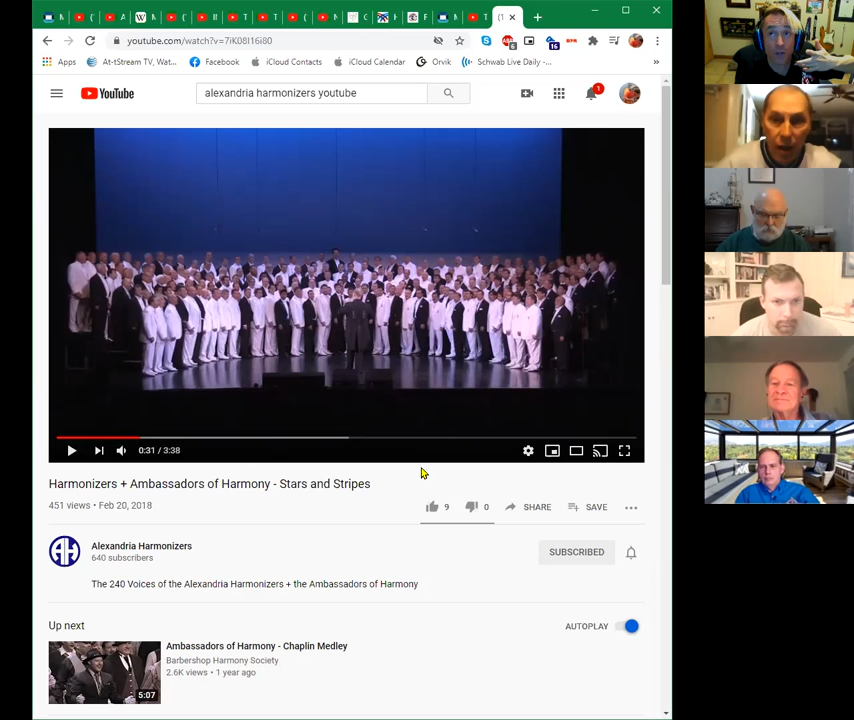 youtube.com/watch?v=7iK08I16i80
6
16
Apps
At-tStream TV, Wat...
Facebook
iCloud Contacts
iCloud Calendar
Orvik
Schwab Live Daily -...
»
YouTube
alexandria harmonizers youtube
1
0:31 / 3:38
Harmonizers + Ambassadors of Harmony - Stars and Stripes
451 views • Feb 20, 2018
9
0
SHARE
SAVE
AH
Alexandria Harmonizers
640 subscribers
SUBSCRIBED
The 240 Voices of the Alexandria Harmonizers + the Ambassadors of Harmony
Up next
AUTOPLAY
Ambassadors of Harmony - Chaplin Medley
Barbershop Harmony Society
2.6K views • 1 year ago
5:07